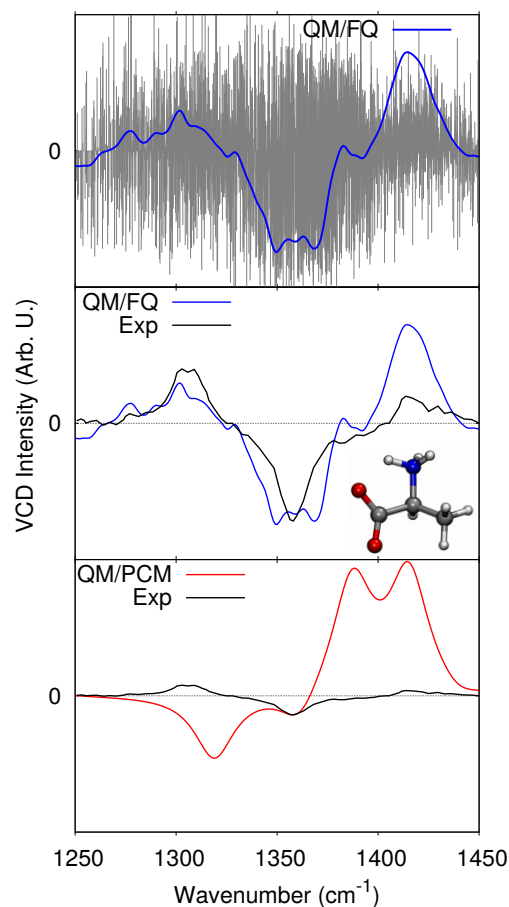 QM/FQ
0
QM/FQ
Exp
0
VCD Intensity (Arb. U.)
QM/PCM
Exp
0
1250 1300 1350 1400 1450
Wavenumber (cm-1)